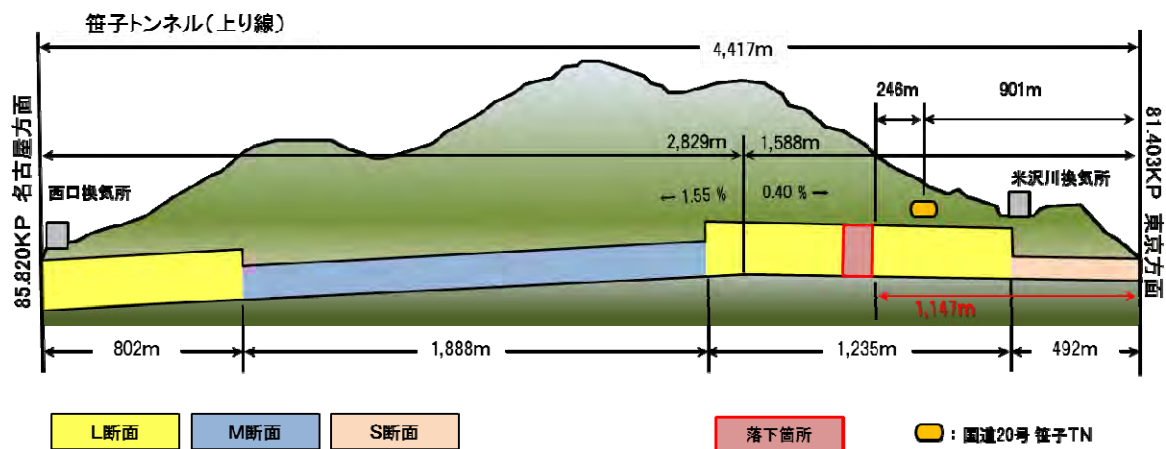 笹子トンネル(上り線)
4,417m
246m
901m
2,829m
1,588m
85.820KP 名古屋方面
81.403KP 東京方面
西口換気所
米沢川換気所
← 1.55 %
0.40 % →
1,147m
802m
1,888m
1,235m
492m
L断面
M断面
S断面
落下箇所
:国道20号 笹子TN